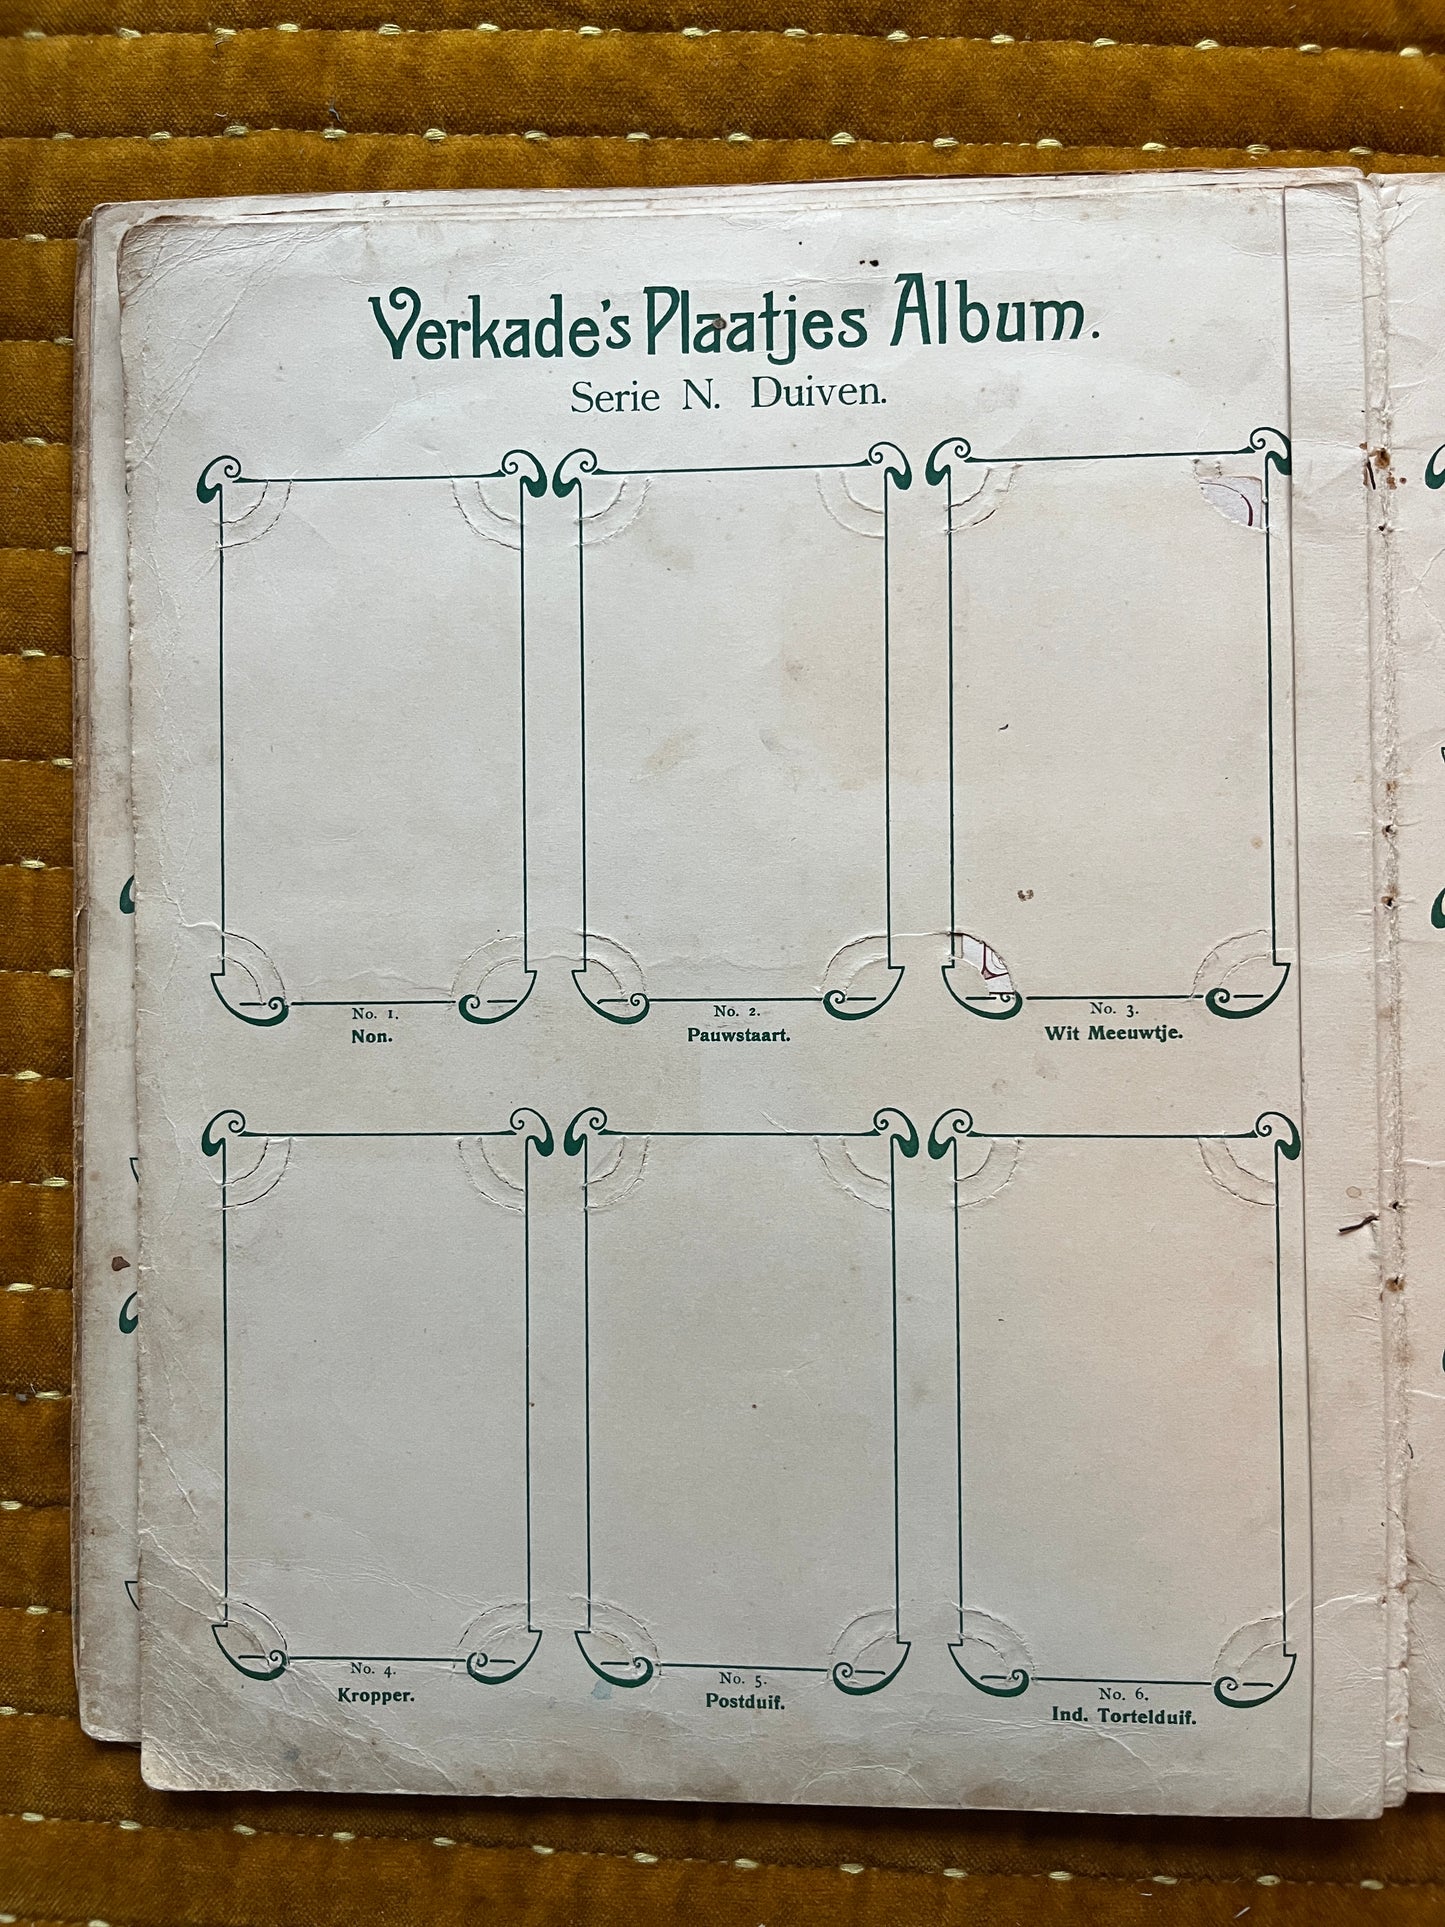 Verkade's Plaatjes Album.
Serie N. Duiven.
No. 1.
Non.
No. 2.
Pauwstaart.
No. 3.
Wit Meeuwtje.
No. 4.
Kropper.
No. 5.
Postduif.
No. 6.
Ind. Tortelduif.